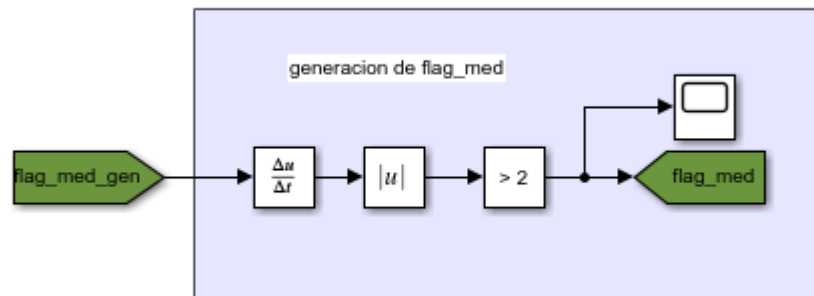 generacion de flag_med
flag_med_gen
Δu
Δt
|u|
> 2
flag_med